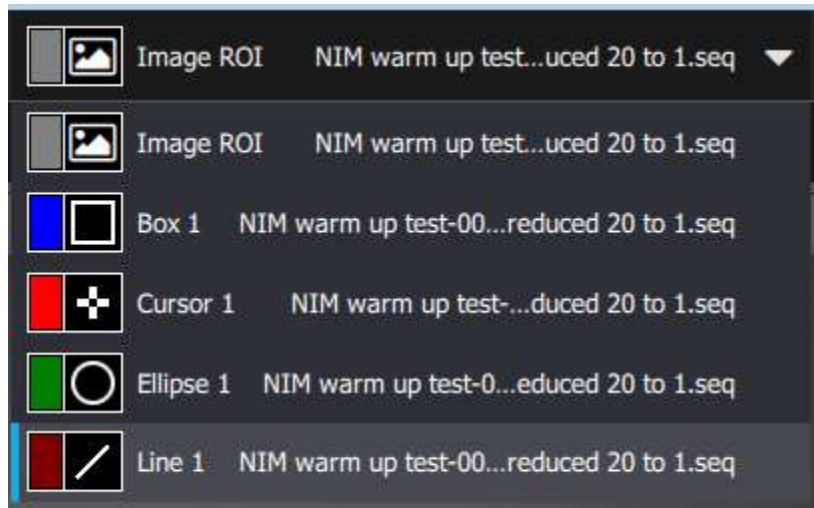 Image ROI NIM warm up test...uced 20 to 1.seq
Image ROI NIM warm up test...uced 20 to 1.seq
Box 1 NIM warm up test-00...reduced 20 to 1.seq
Cursor 1 NIM warm up test-...duced 20 to 1.seq
Ellipse 1 NIM warm up test-0...educed 20 to 1.seq
Line 1 NIM warm up test-00...reduced 20 to 1.seq